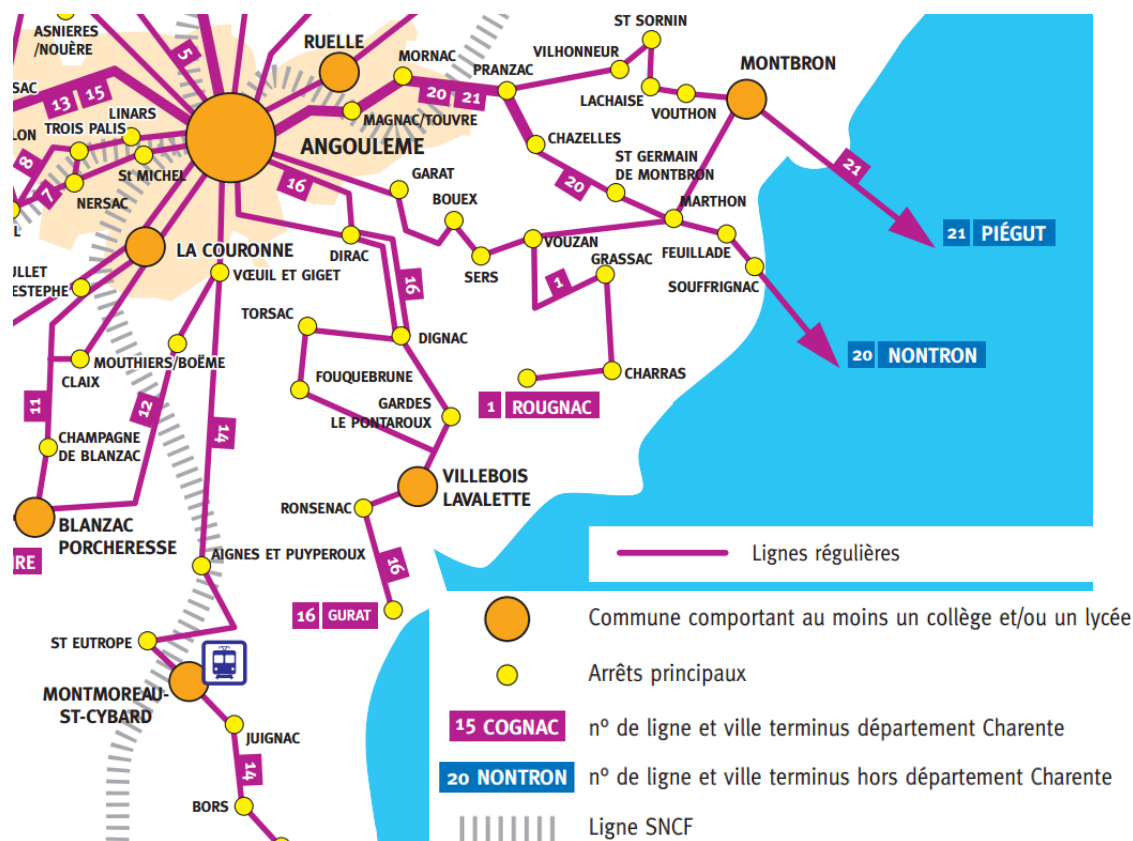 ASNIERES
/NOUÈRE
5
RUELLE
MORNAC
PRANZAC
VILHONNEUR
ST SORNIN
MONTBRON
SAC
13 15
20 21
LACHAISE
VOUTHON
LINARS
TROIS PALIS
LON
MAGNAC/TOUVRE
ANGOULEME
CHAZELLES
8
ST MICHEL
16
GARAT
20
ST GERMAIN
DE MONTBRON
21
7
NERSAC
BOUEX
MARTHON
L
21 PIÉGUT
LA COURONNE
DIRAC
SERS
VOUZAN
FEUILLADE
GRASSAC
ULLET
ESTEPHE
VŒUIL ET GIGET
16
1
SOUFFRIGNAC
TORSAC
DIGNAC
MOUTHIERS/BOËME
20 NONTRON
CLAIX
FOUQUEBRUNE
CHARRAS
11
12
GARDES
LE PONTAROUX
1 ROUGNAC
14
CHAMPAGNE
DE BLANZAC
VILLEBOIS
LAVALETTE
RONSENAC
BLANZAC
PORCHERESSE
RE
AIGNES ET PUYPEROUX
16
Lignes régulières
16 GURAT
Commune comportant au moins un collège et/ou un lycée
ST EUTROPE
Arrêts principaux
MONTMOREAU-
ST-CYBARD
15 COGNAC n° de ligne et ville terminus département Charente
JUIGNAC
14
20 NONTRON n° de ligne et ville terminus hors département Charente
BORS
Ligne SNCF